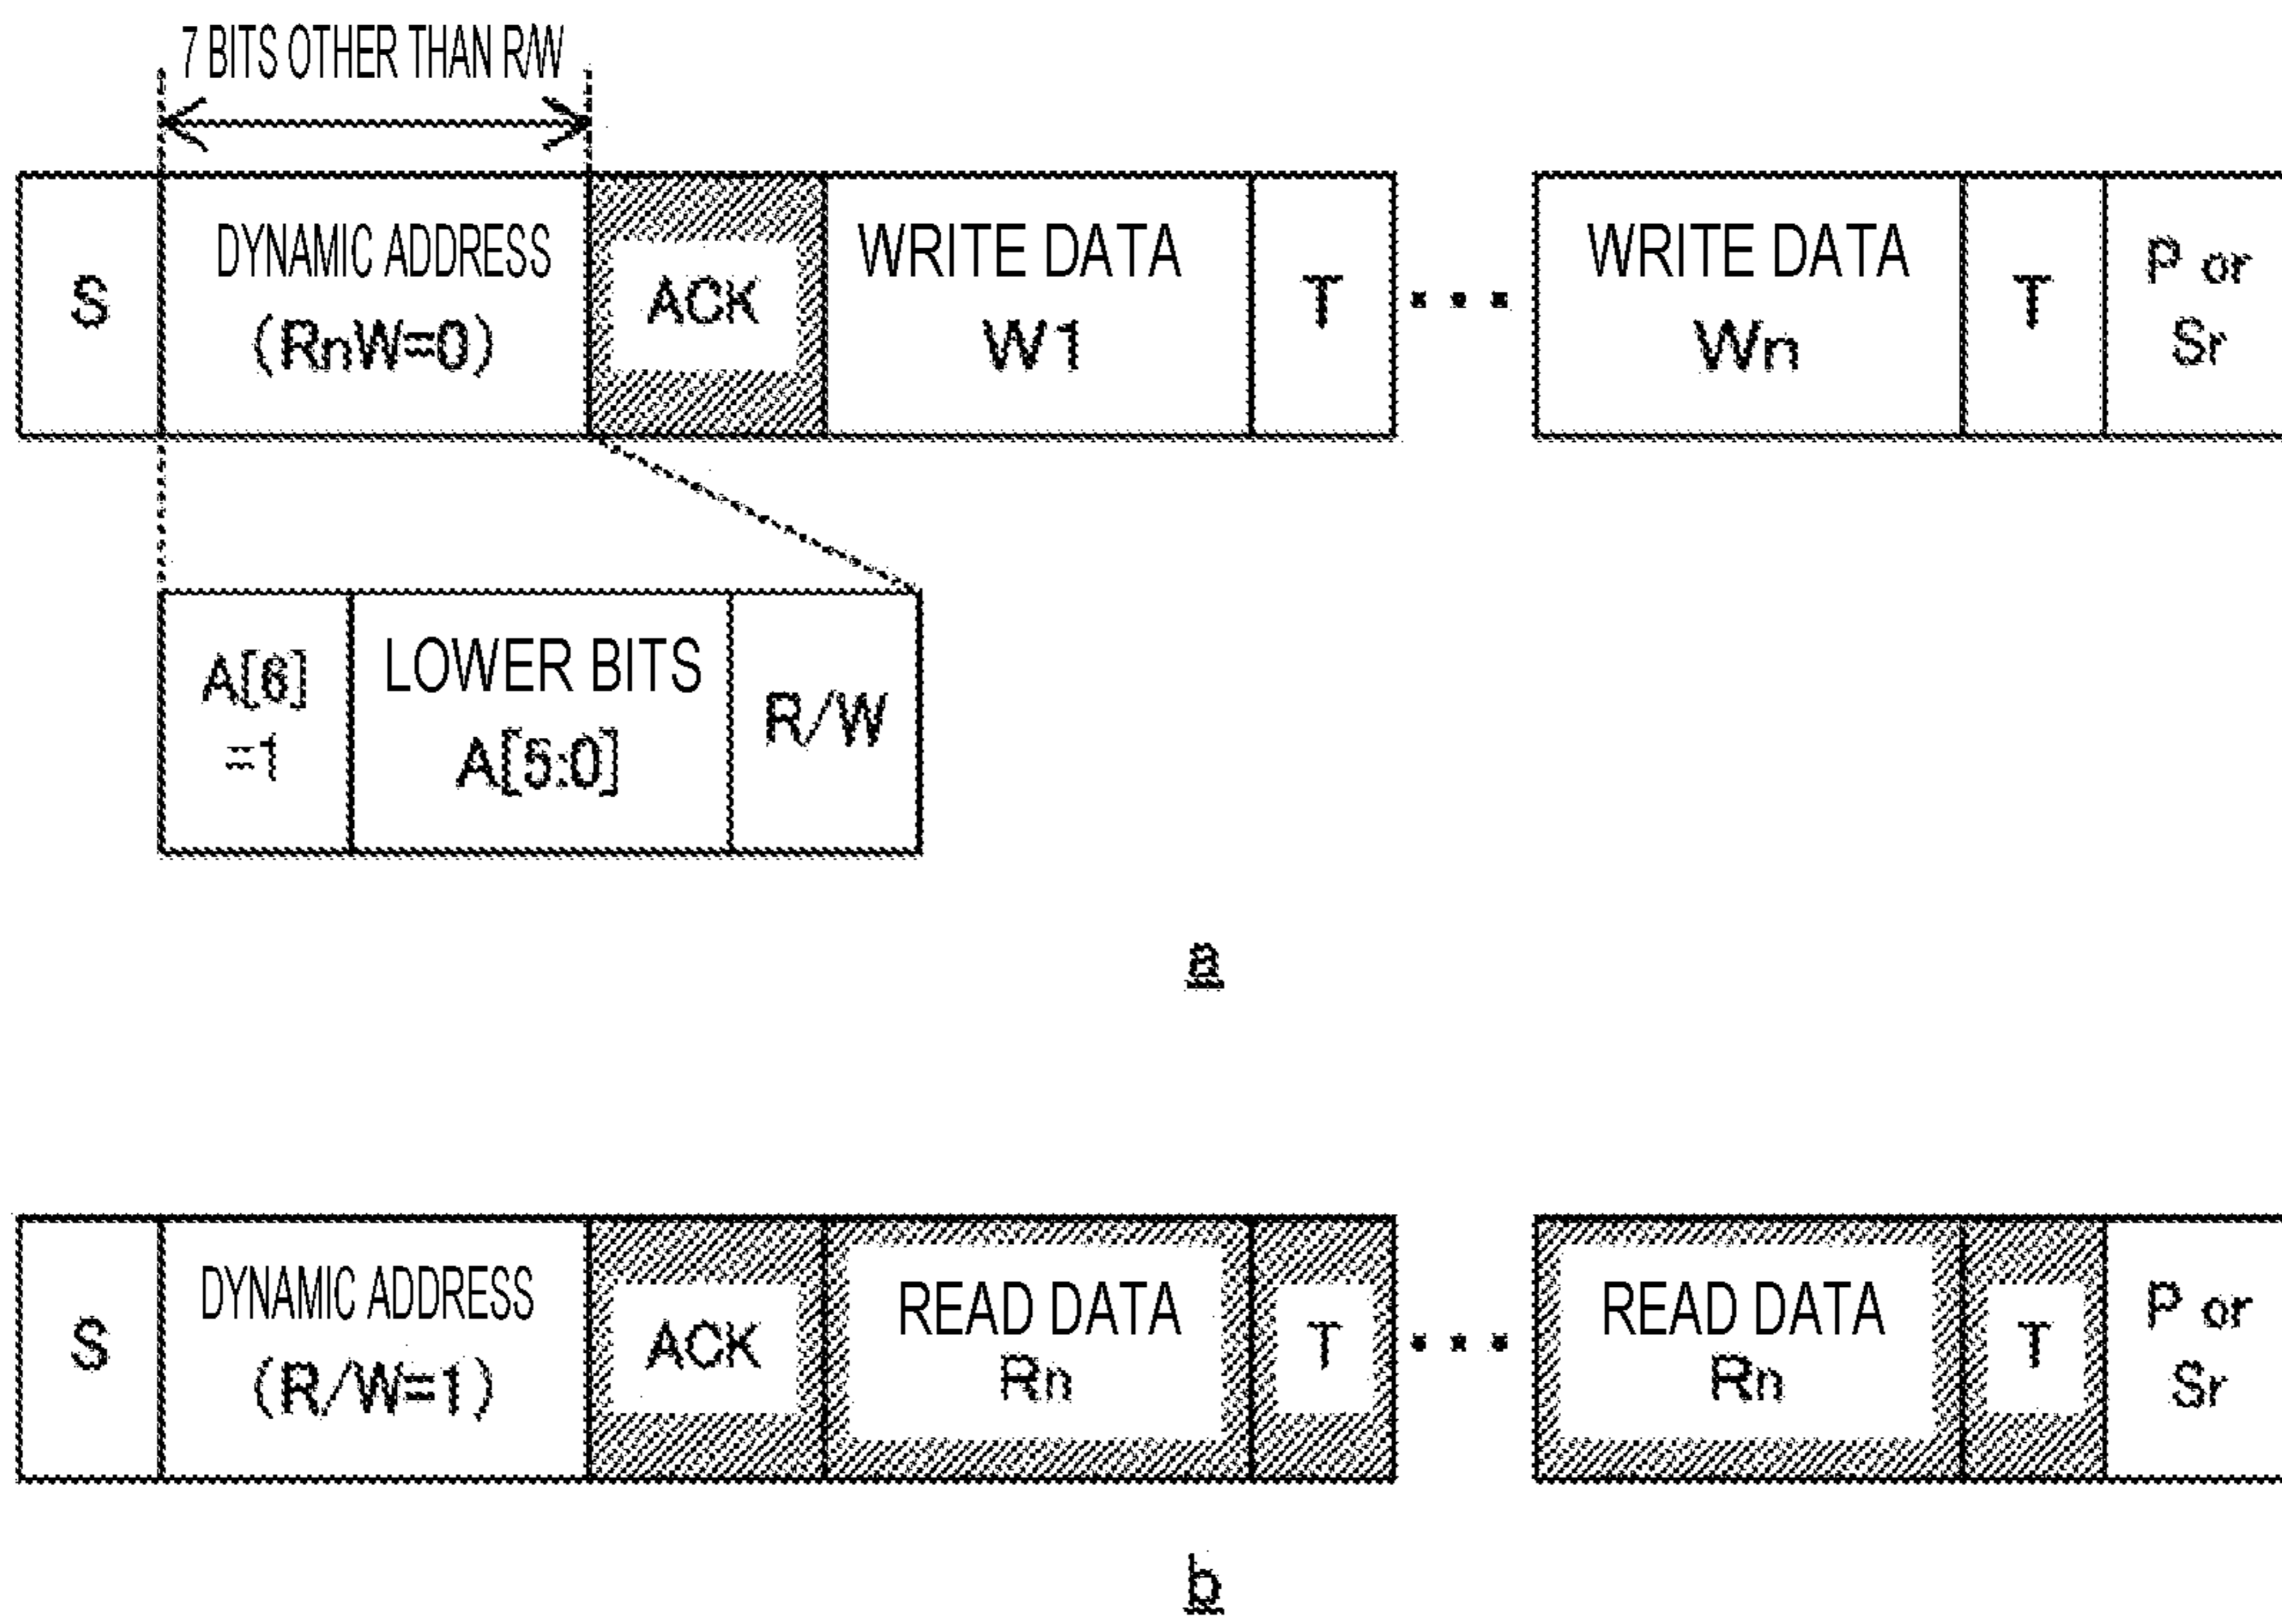 7 BITS OTHER THAN R/W
S
DYNAMIC ADDRESS
(RnW=0)
ACK
WRITE DATA
W1
T
...
WRITE DATA
Wn
T
P or
Sr
A[6]
=1
LOWER BITS
A[5:0]
R/W
a
S
DYNAMIC ADDRESS
(R/W=1)
ACK
READ DATA
Rn
T
...
READ DATA
Rn
T
P or
Sr
b